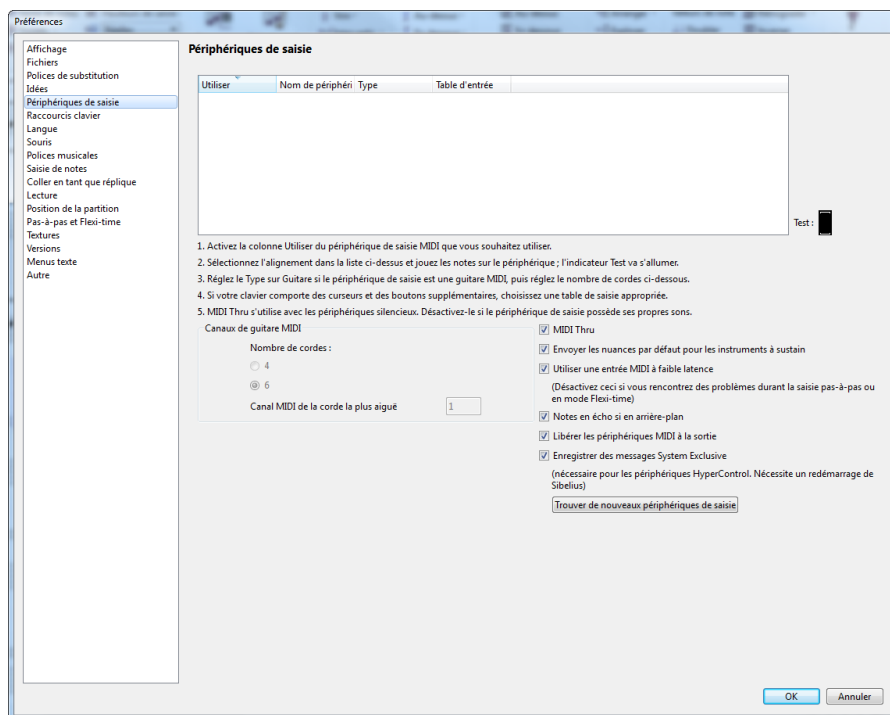 Préférences
Affichage
Fichiers
Polices de substitution
Idées
Périphériques de saisie
Raccourcis clavier
Langue
Souris
Polices musicales
Saisie de notes
Coller en tant que réplique
Lecture
Position de la partition
Pas-à-pas et Flexi-time
Textures
Versions
Menus texte
Autre
Périphériques de saisie
Utiliser Nom de périphéri Type Table d'entrée
Test :
1. Activez la colonne Utiliser du périphérique de saisie MIDI que vous souhaitez utiliser.
2. Sélectionnez l'alignement dans la liste ci-dessus et jouez les notes sur le périphérique ; l'indicateur Test va s'allumer.
3. Réglez le Type sur Guitare si le périphérique de saisie est une guitare MIDI, puis réglez le nombre de cordes ci-dessous.
4. Si votre clavier comporte des curseurs et des boutons supplémentaires, choisissez une table de saisie appropriée.
5. MIDI Thru s'utilise avec les périphériques silencieux. Désactivez-le si le périphérique de saisie possède ses propres sons.
Canaux de guitare MIDI
Nombre de cordes :
4
6
Canal MIDI de la corde la plus aiguë 1
MIDI Thru
Envoyer les nuances par défaut pour les instruments à sustain
Utiliser une entrée MIDI à faible latence
(Désactivez ceci si vous rencontrez des problèmes durant la saisie pas-à-pas ou
en mode Flexi-time)
Notes en écho si en arrière-plan
Libérer les périphériques MIDI à la sortie
Enregistrer des messages System Exclusive
(nécessaire pour les périphériques HyperControl. Nécessite un redémarrage de
Sibelius)
Trouver de nouveaux périphériques de saisie
OK Annuler